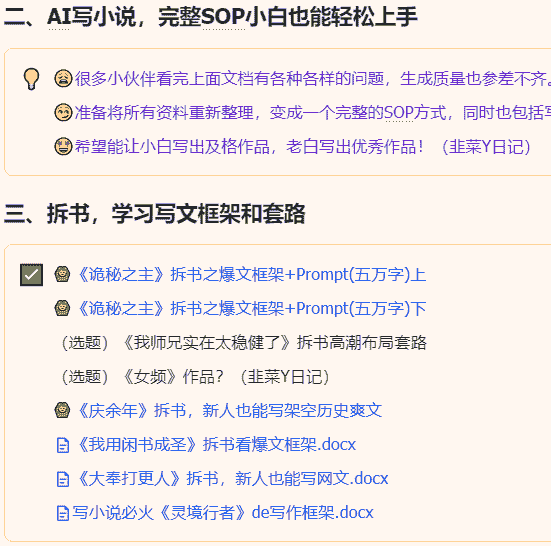 二、AI写小说，完整SOP小白也能轻松上手
很多小伙伴看完上面文档有各种各样的问题，生成质量也参差不齐。
准备将所有资料重新整理，变成一个完整的SOP方式，同时也包括写
希望能让小白写出及格作品，老白写出优秀作品！（韭菜Y日记）
三、拆书，学习写文框架和套路
《诡秘之主》拆书之爆文框架+Prompt(五万字)上
《诡秘之主》拆书之爆文框架+Prompt(五万字)下
（选题）《我师兄实在太稳健了》拆书高潮布局套路
（选题）《女频》作品？（韭菜Y日记）
《庆余年》拆书，新人也能写架空历史爽文
《我用闲书成圣》拆书看爆文框架.docx
《大奉打更人》拆书，新人也能写网文.docx
写小说必火《灵境行者》de写作框架.docx